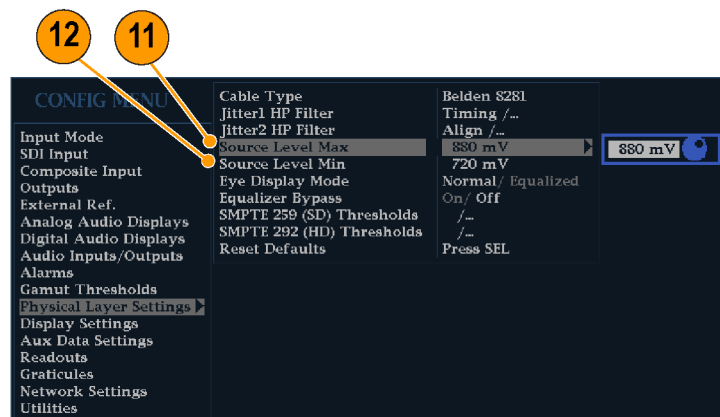 12 11
CONFIG MENU
Input Mode
SDI Input
Composite Input
Outputs
External Ref.
Analog Audio Displays
Digital Audio Displays
Audio Inputs/Outputs
Alarms
Gamut Thresholds
Physical Layer Settings
Display Settings
Aux Data Settings
Readouts
Graticules
Network Settings
Utilities
Cable Type Belden 8281
Jitter1 HP Filter Timing /...
Jitter2 HP Filter Align /...
Source Level Max 880 mV 880 mV
Source Level Min 720 mV
Eye Display Mode Normal/ Equalized
Equalizer Bypass On/ Off
SMPTE 259 (SD) Thresholds /...
SMPTE 292 (HD) Thresholds /...
Reset Defaults Press SEL